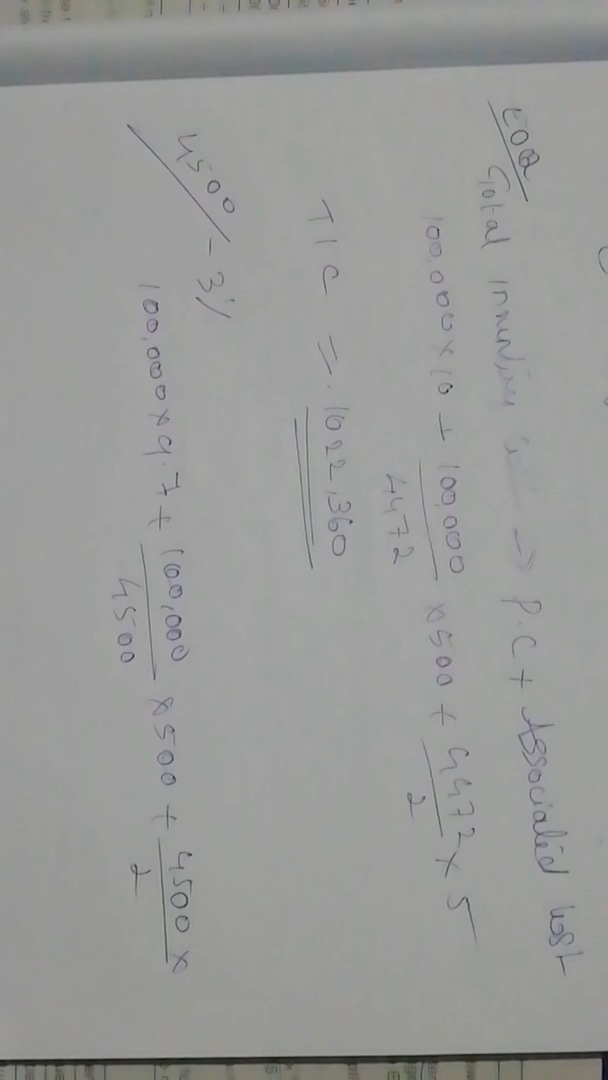 EOQ
Total Inventory → P.C + Associated cost
100,000 × 10 + 100,000/4472 × 500 + 4472/2 × 5
TIC = 1022,360
4500 - 3%
100,000 × 9.7 + 100,000/4500 × 500 + 4500/2 ×